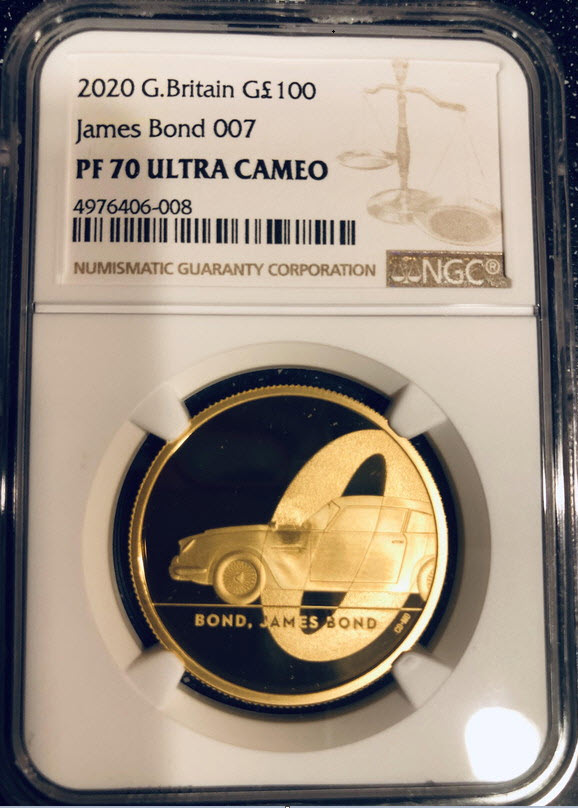 2020 G.Britain G£100
James Bond 007
PF 70 ULTRA CAMEO
4976406-008
NUMISMATIC GUARANTY CORPORATION
NGC®
BOND, JAMES BOND